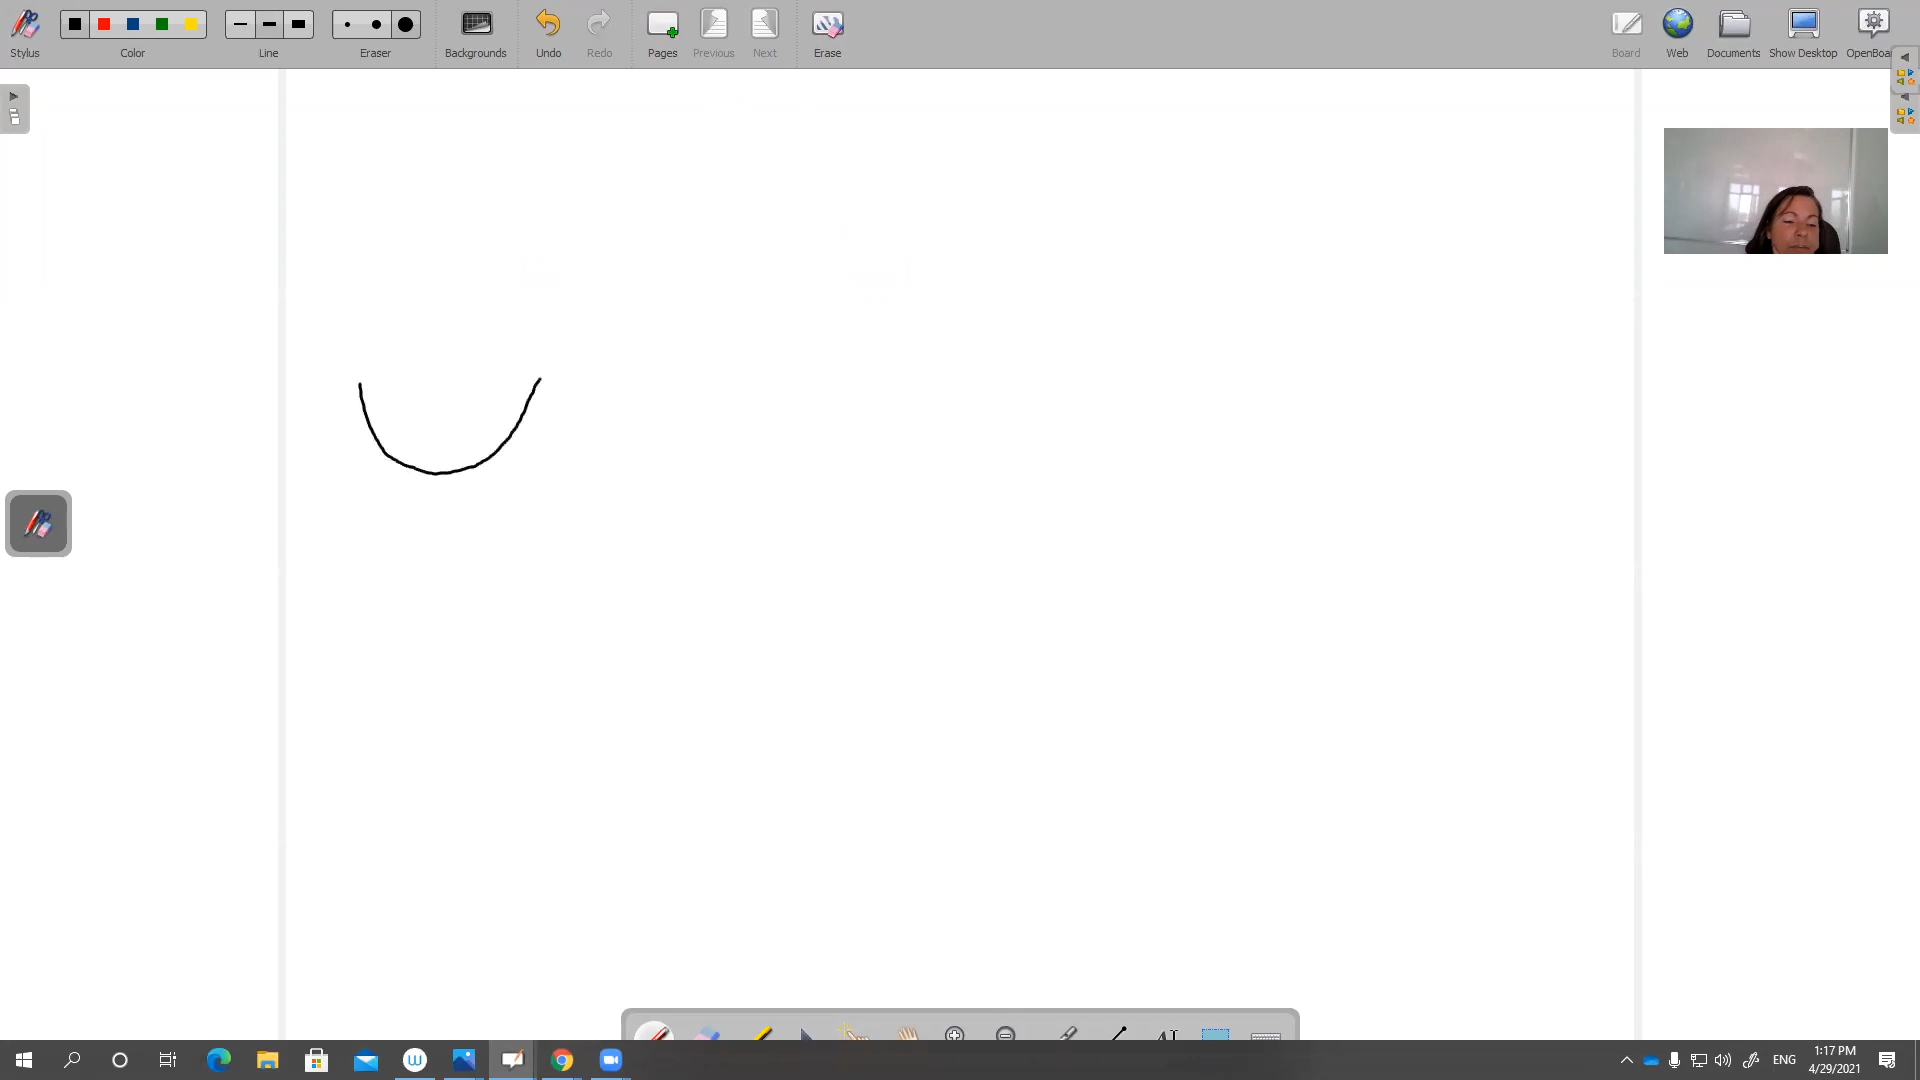 Stylus
Color
Line
Eraser
Backgrounds
Undo
Redo
Pages
Previous
Next
Erase
Board
Web
Documents
Show Desktop
OpenBoa
ENG
1:17 PM
4/29/2021